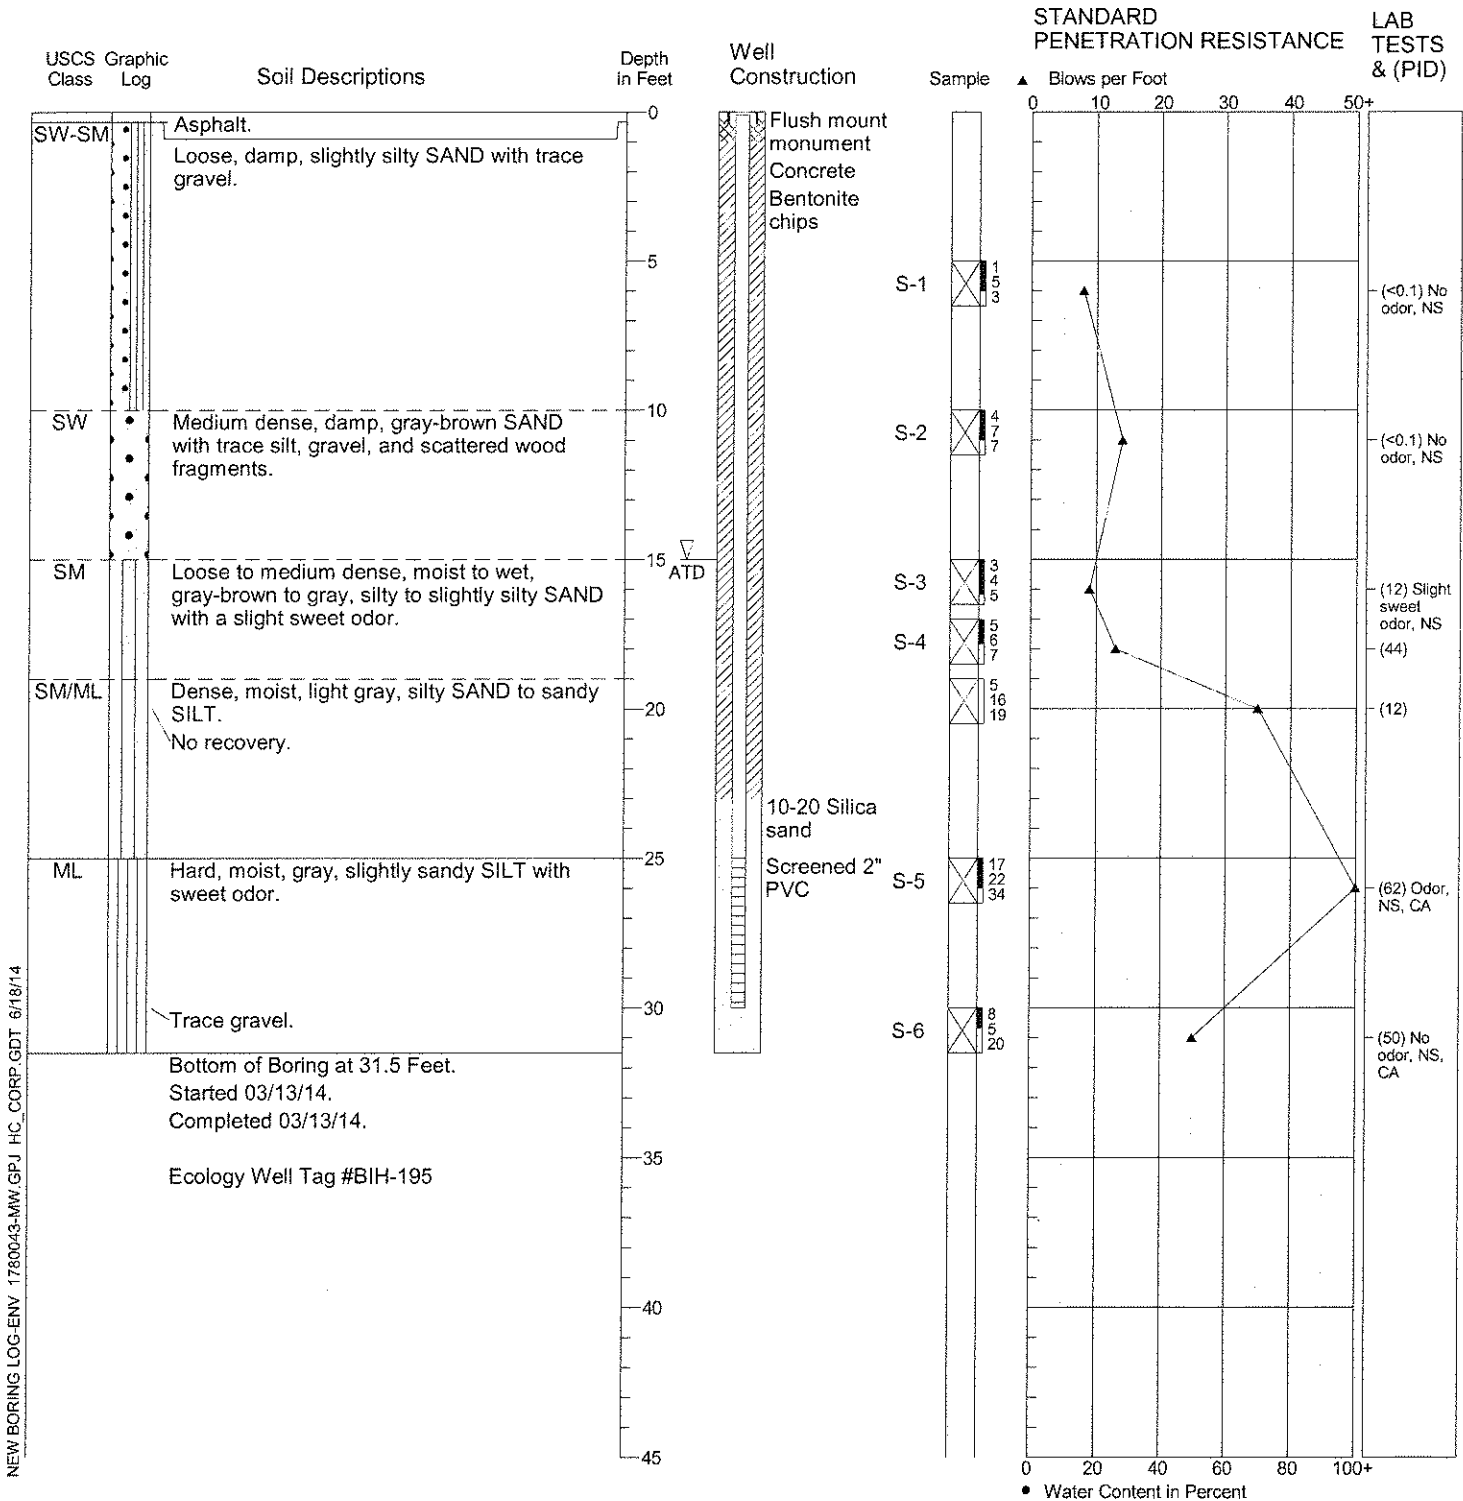 STANDARD
PENETRATION RESISTANCE
LAB
TESTS
& (PID)
USCS
Class
Graphic
Log
Soil Descriptions
Depth
in Feet
Well
Construction
Sample
▲ Blows per Foot
0 10 20 30 40 50+
SW-SM
Asphalt.
Loose, damp, slightly silty SAND with trace
gravel.
SW
Medium dense, damp, gray-brown SAND
with trace silt, gravel, and scattered wood
fragments.
SM
Loose to medium dense, moist to wet,
gray-brown to gray, silty to slightly silty SAND
with a slight sweet odor.
SM/ML
Dense, moist, light gray, silty SAND to sandy
SILT.
No recovery.
ML
Hard, moist, gray, slightly sandy SILT with
sweet odor.
Trace gravel.
Bottom of Boring at 31.5 Feet.
Started 03/13/14.
Completed 03/13/14.
Ecology Well Tag #BIH-195
0
5
10
15
20
25
30
35
40
45
ATD
Flush mount
monument
Concrete
Bentonite
chips
10-20 Silica
sand
Screened 2"
PVC
S-1
1
5
3
S-2
4
7
7
S-3
3
4
5
S-4
5
6
7
5
16
19
S-5
17
22
34
S-6
8
5
20
(<0.1) No
odor, NS
(<0.1) No
odor, NS
(12) Slight
sweet
odor, NS
(44)
(12)
(62) Odor,
NS, CA
(50) No
odor, NS,
CA
0 20 40 60 80 100+
● Water Content in Percent
NEW BORING LOG-ENV 1780043-MW.GPJ HC_CORP.GDT 6/18/14